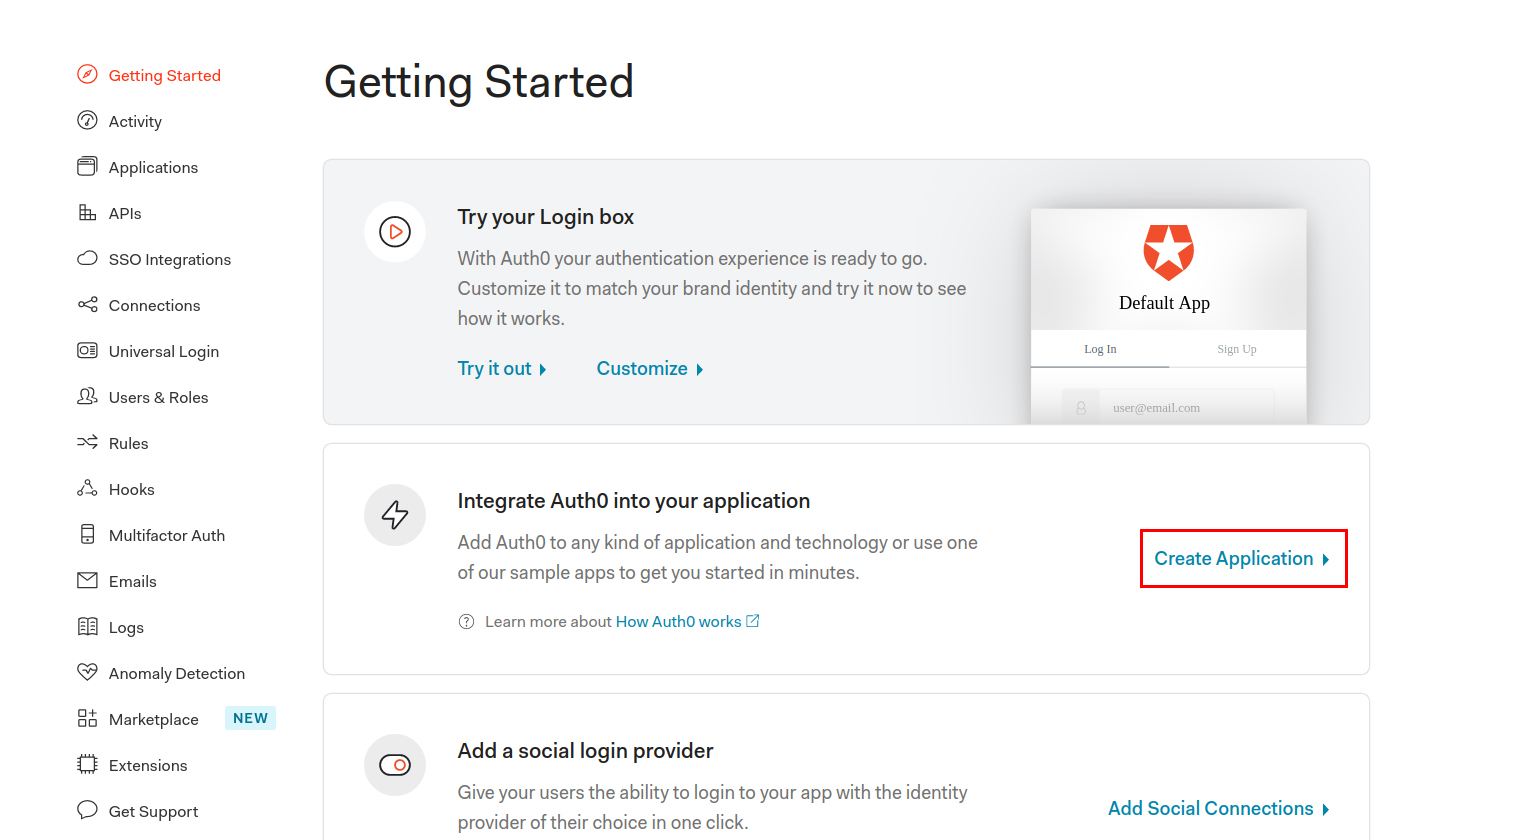 Getting Started
Activity
Applications
APIs
SSO Integrations
Connections
Universal Login
Users & Roles
Rules
Hooks
Multifactor Auth
Emails
Logs
Anomaly Detection
Marketplace NEW
Extensions
Get Support
Getting Started
Try your Login box
With Auth0 your authentication experience is ready to go.
Customize it to match your brand identity and try it now to see
how it works.
Try it out Customize
Default App
Log In Sign Up
user@email.com
Integrate Auth0 into your application
Add Auth0 to any kind of application and technology or use one
of our sample apps to get you started in minutes.
Learn more about How Auth0 works
Create Application
Add a social login provider
Give your users the ability to login to your app with the identity
provider of their choice in one click.
Add Social Connections